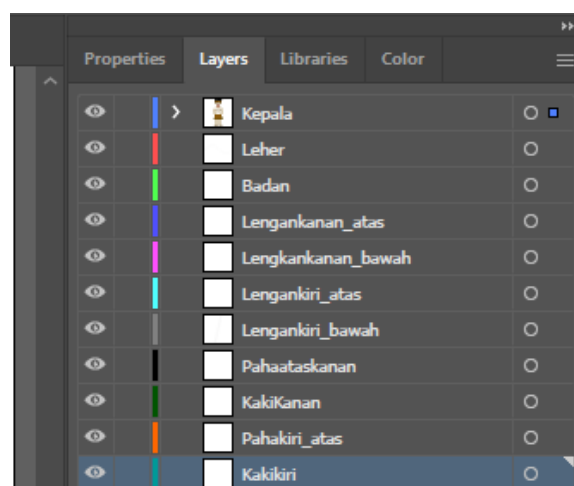 Properties Layers Libraries Color
Kepala
Leher
Badan
Lengankanan_atas
Lengkankanan_bawah
Lengankiri_atas
Lengankiri_bawah
Pahaataskanan
KakiKanan
Pahakiri_atas
Kakikiri